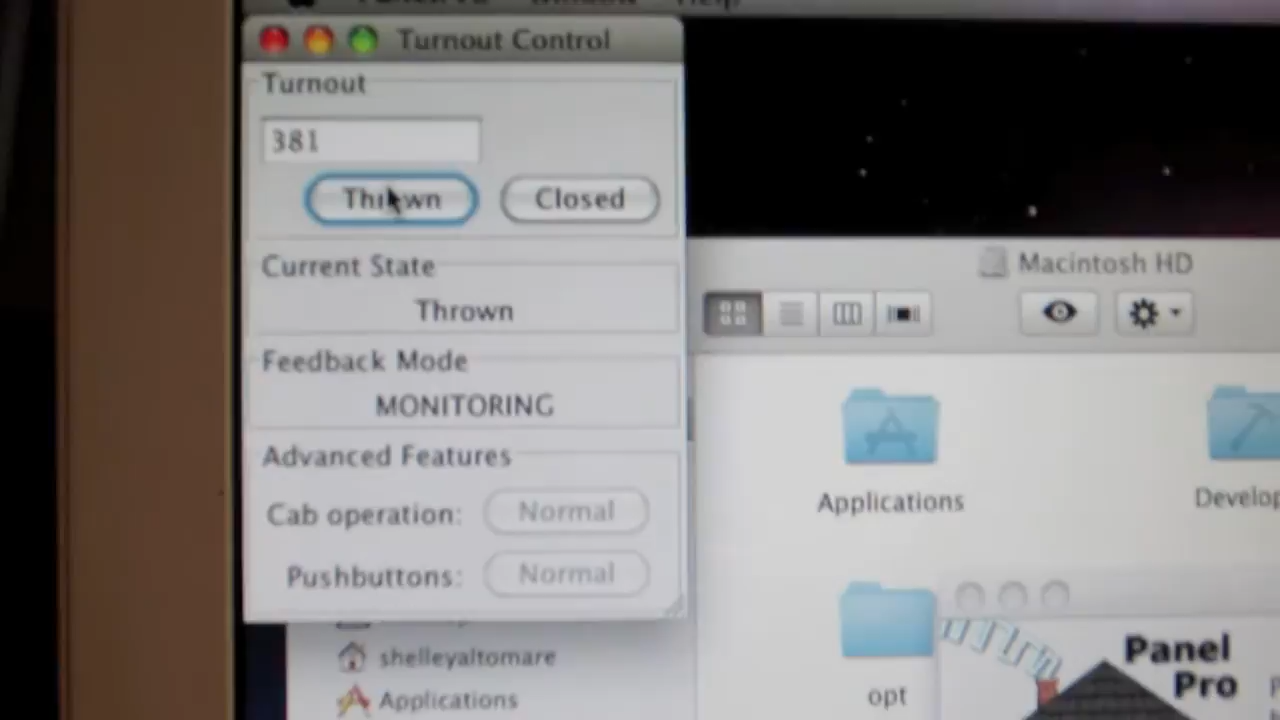 Help
Turnout Control
Turnout
381
Thrown
Closed
Current State
Thrown
Feedback Mode
MONITORING
Advanced Features
Cab operation:
Normal
Pushbuttons:
Normal
Macintosh HD
Applications
opt
shelleyaltomare
Applications
Panel
Pro